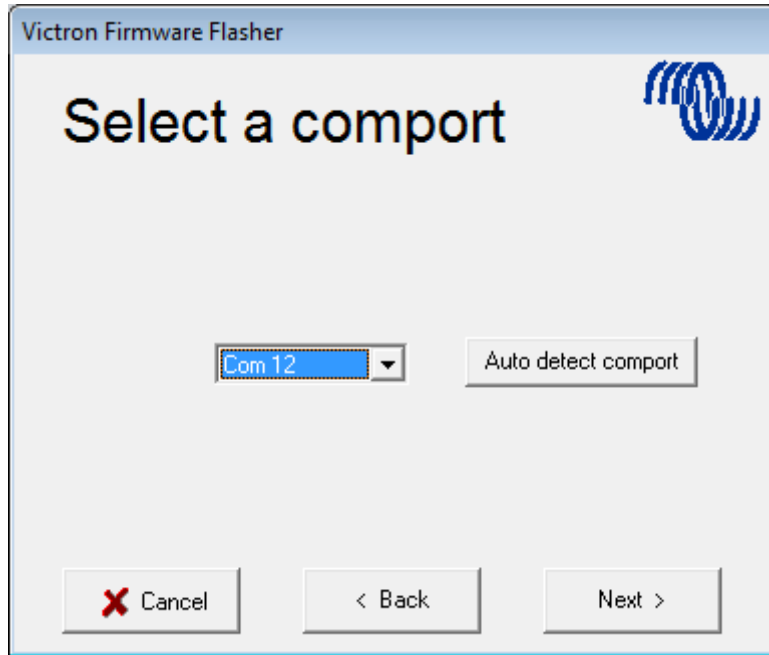 Victron Firmware Flasher
Select a comport
Com 12
Auto detect comport
Cancel
< Back
Next >